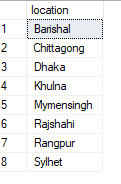 location
1 Barishal
2 Chittagong
3 Dhaka
4 Khulna
5 Mymensingh
6 Rajshahi
7 Rangpur
8 Sylhet